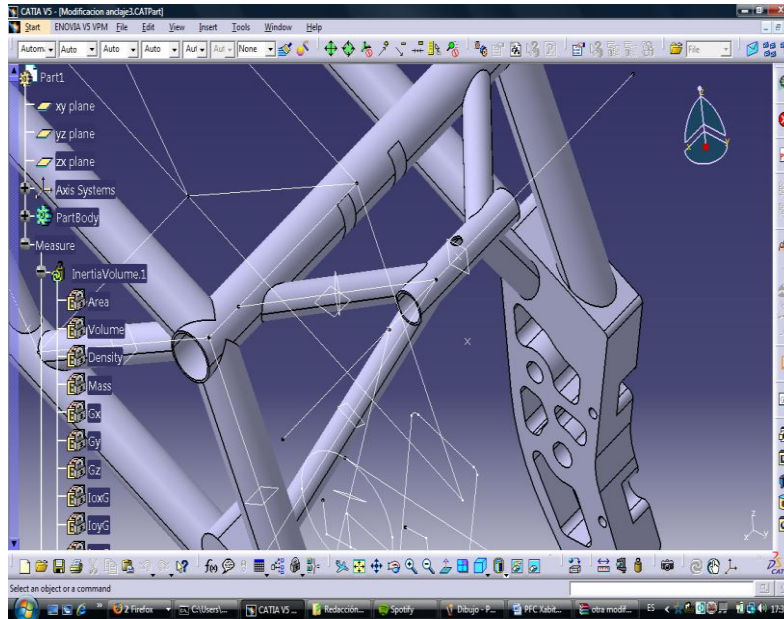 CATIA V5 - [Modificacion anclaje3.CATPart]
Start ENOVIA V5 VPM File Edit View Insert Tools Window Help
Autom. Auto Auto Auto Aut Aut None File
Part1
xy plane
yz plane
zx plane
Axis Systems
PartBody
Measure
InertiaVolume.1
Area
Volume
Density
Mass
Gx
Gy
Gz
IoxG
IoyG
z
x y
Select an object or a command
2 Firefox C:\Users\... CATIA V5 ... Redacción... Spotify Dibujo - P... PFC Xabit... otra modif... ES